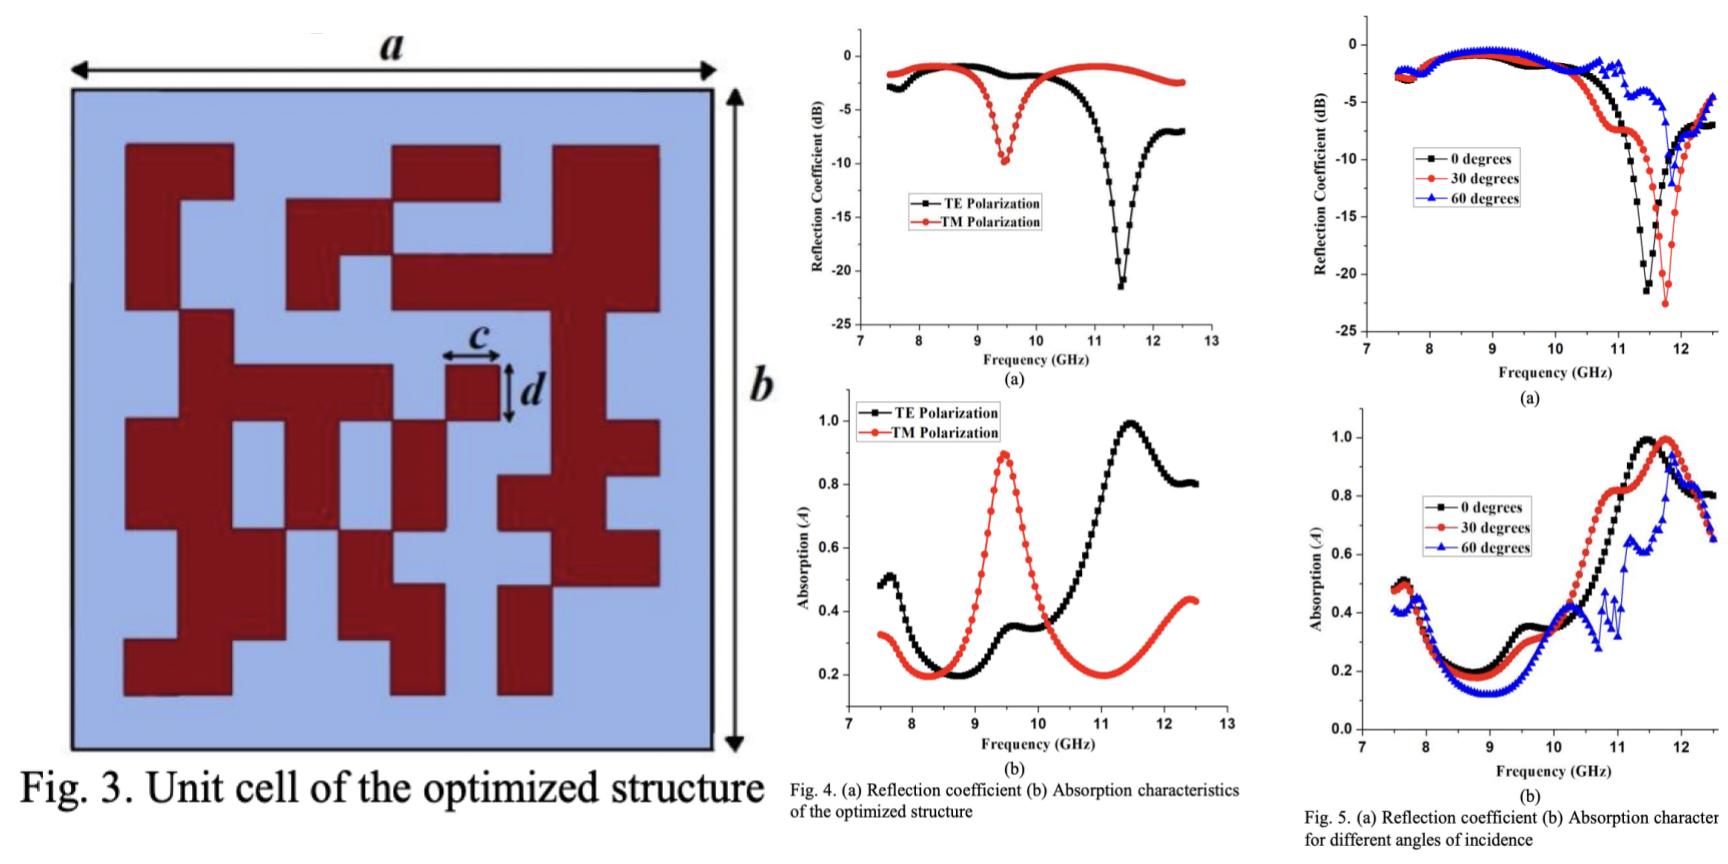 a
c
d
b
Fig. 3. Unit cell of the optimized structure
0
-5
-10
-15
-20
-25
7 8 9 10 11 12 13
Reflection Coefficient (dB)
TE Polarization
TM Polarization
Frequency (GHz)
(a)
1.0
0.8
0.6
0.4
0.2
7 8 9 10 11 12 13
Absorption (A)
TE Polarization
TM Polarization
Frequency (GHz)
(b)
Fig. 4. (a) Reflection coefficient (b) Absorption characteristics
of the optimized structure
0
-5
-10
-15
-20
-25
7 8 9 10 11 12
Reflection Coefficient (dB)
0 degrees
30 degrees
60 degrees
Frequency (GHz)
(a)
1.0
0.8
0.6
0.4
0.2
0.0
7 8 9 10 11 12
Absorption (A)
0 degrees
30 degrees
60 degrees
Frequency (GHz)
(b)
Fig. 5. (a) Reflection coefficient (b) Absorption character
for different angles of incidence